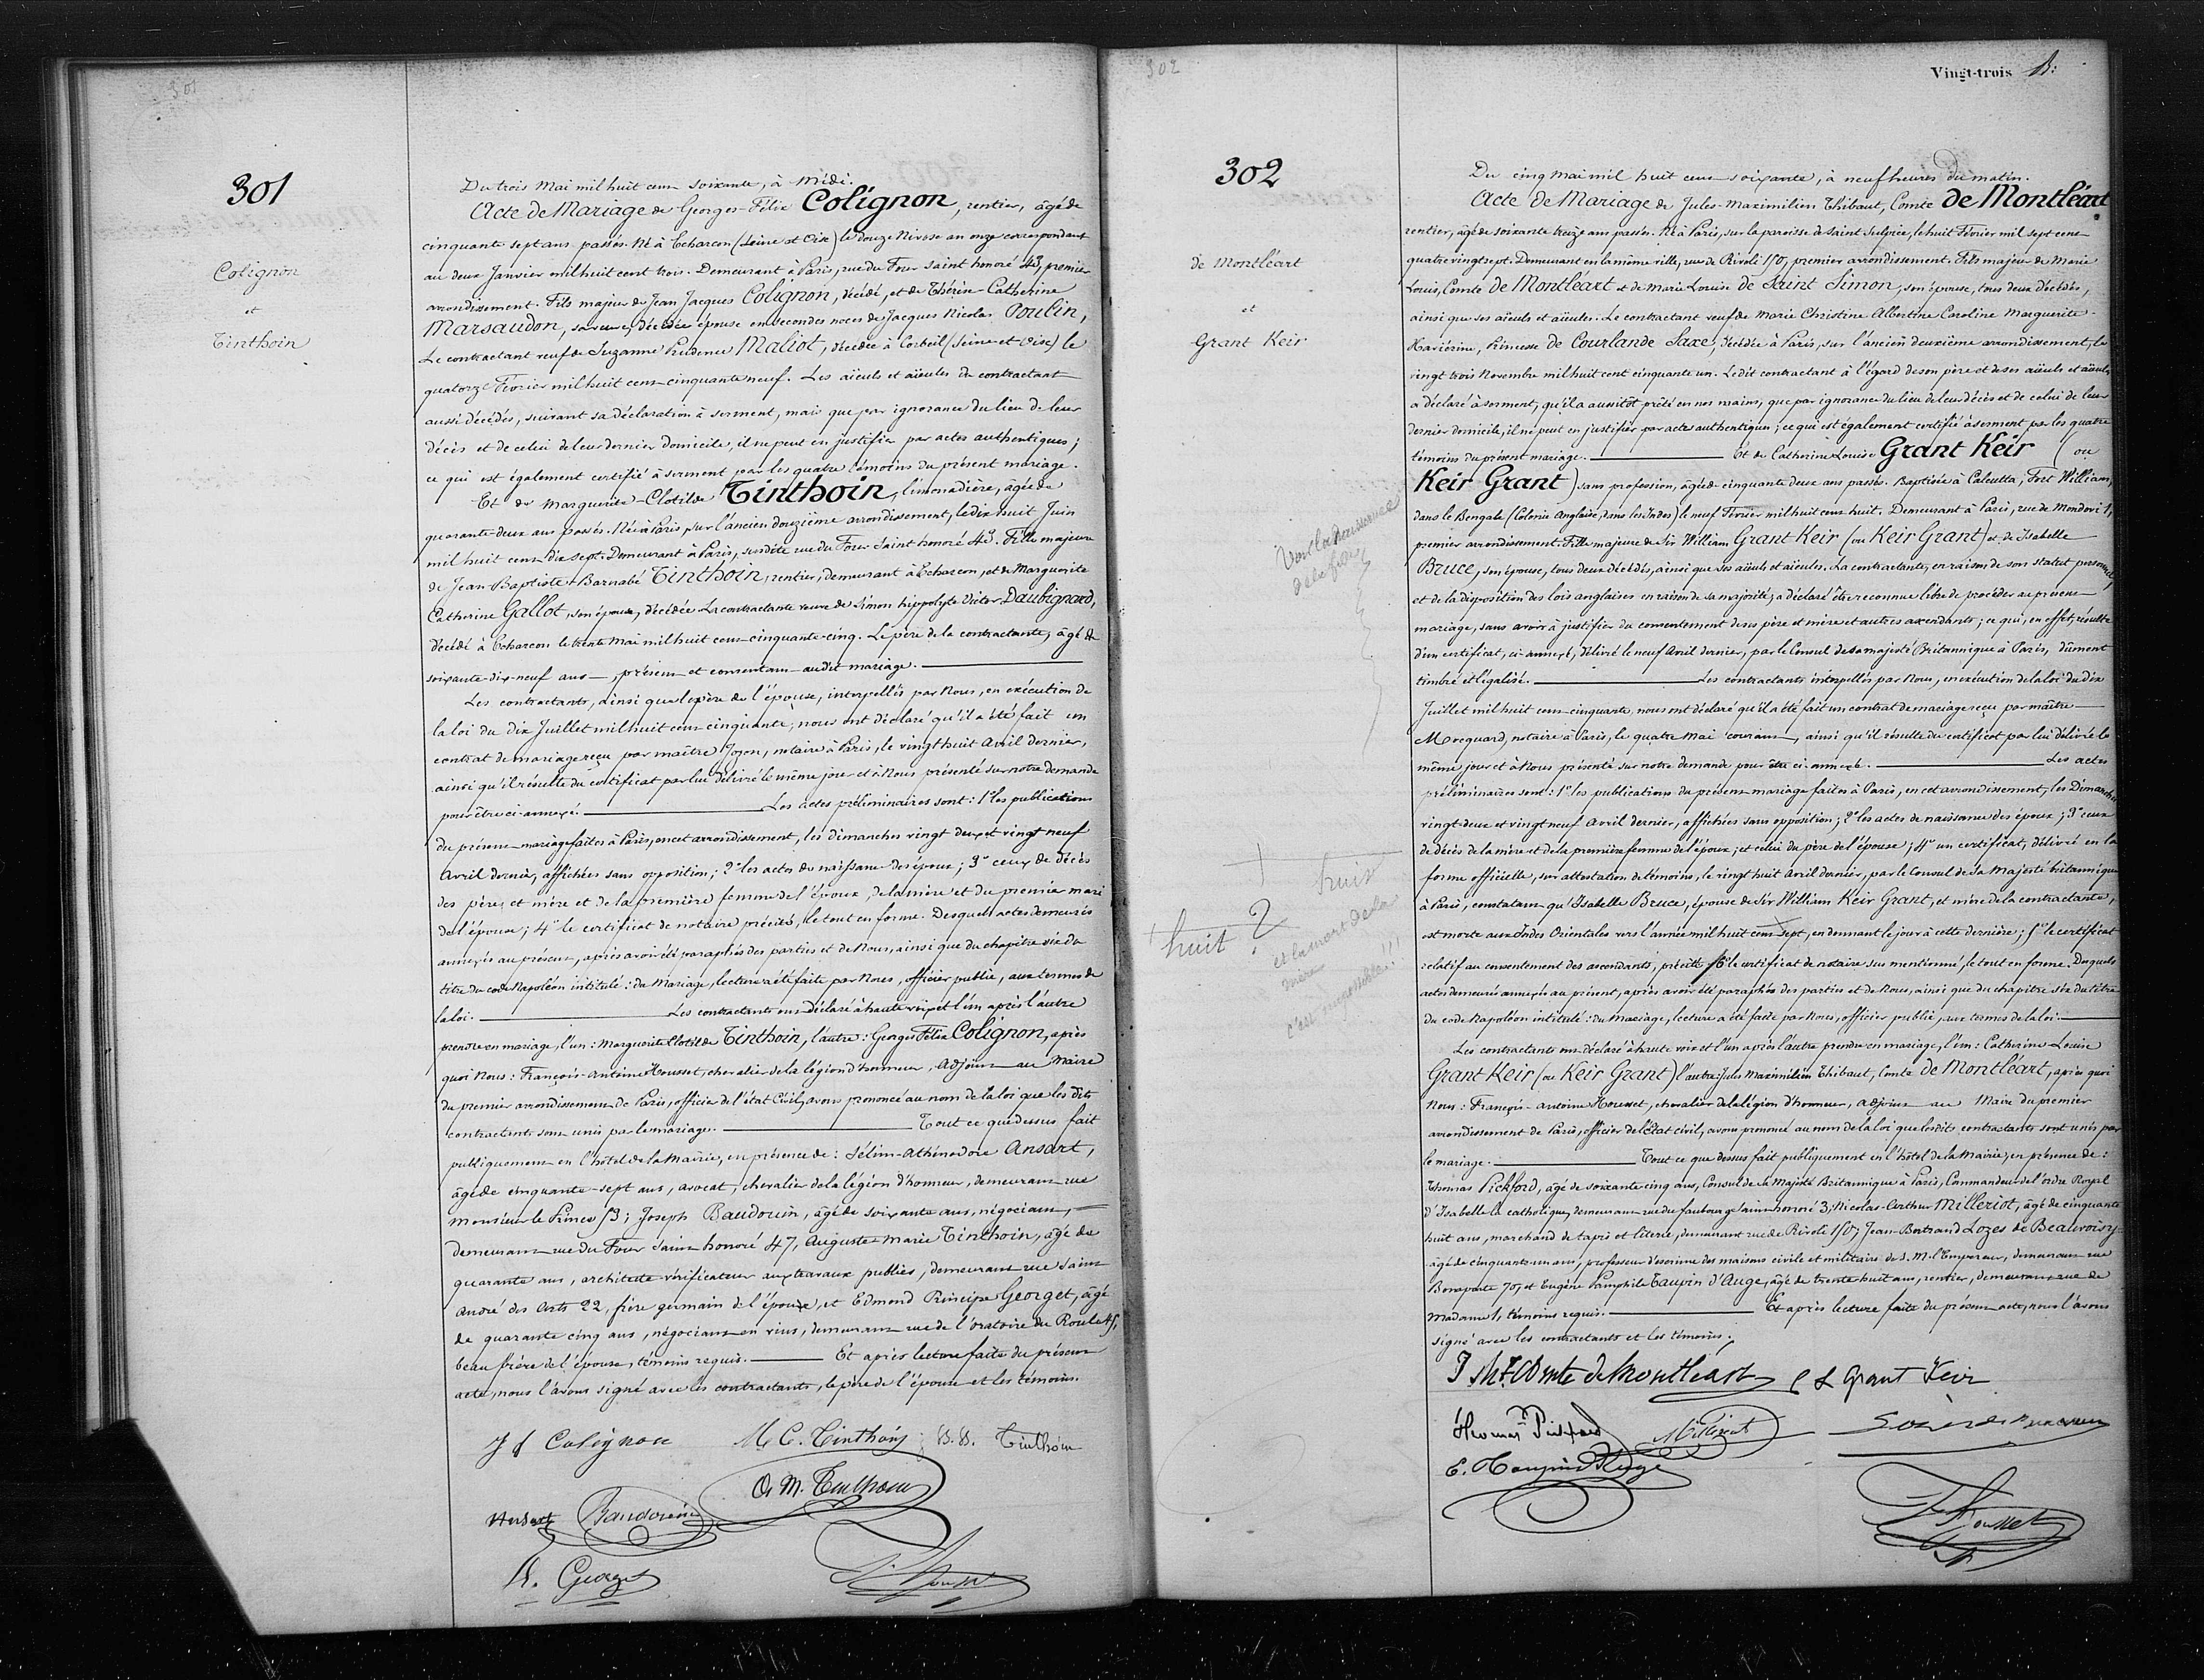 301
301
Colignon
et
Tinthoin
Du trois Mai mil huit cent soixante, à Midi.
Acte de Mariage de Georges-Félix Colignon, rentier, âgé de
cinquante sept ans passés. Né à Echarcon (Seine et Oise) le douze Nivose an onze correspondant
au deux Janvier mil huit cent trois. Demeurant à Paris, rue du Four Saint honoré 43, premier
arrondissement. Fils majeur de Jean Jacques Colignon, décédé, et de Thérèse-Catherine
Marsaudon, sa veuve, décédée épouse en secondes noces de Jacques Nicolas Poulin,
Le contractant veuf de Suzanne Prudence Maliot, décédée à Corbeil (Seine et Oise) le
quatorze Février mil huit cent cinquante neuf. Les aïeuls et aïeules du contractant
aussi décédés, suivant sa déclaration à serment, mais que par ignorance du lieu de leur
décès et de celui de leur dernier domicile, il ne peut en justifier par actes authentiques;
ce qui est également certifié à serment par les quatre témoins du présent mariage.
Et de Marguerite-Clotilde Tinthoin, limonadière, âgée de
quarante-deux ans passés. Née à Paris, sur l'ancien douzième arrondissement, le dix huit Juin
mil huit cent dix sept. Demeurant à Paris, susdite rue du Four Saint honoré 43. Fille majeure
de Jean-Baptiste-Barnabé Tinthoin, rentier, demeurant à Echarcon, et de Marguerite
Catherine Gallot, son épouse, décédée. La contractante veuve de Simon hippolyte Victor Daubignard,
décédé à Echarcon le trente Mai mil huit cent cinquante-cinq. Le père de la contractante, âgé de
soixante-dix-neuf ans, présent et consentant audit mariage.
Les contractants, ainsi que le père de l'épouse, interpellés par Nous, en exécution de
la loi du dix Juillet mil huit cent cinquante, nous ont déclaré qu'il a été fait un
contrat de mariage reçu par maître Jozon, notaire à Paris, le vingt huit Avril dernier,
ainsi qu'il résulte du certificat par lui délivré le même jour et à Nous présenté sur notre demande
pour être ci-annexé. Les actes préliminaires sont: 1° les publications
du présent mariage faites à Paris, en cet arrondissement, les dimanches vingt deux et vingt neuf
Avril dernier, affichées sans opposition; 2° les actes de naissance des époux; 3° ceux de décès
des père et mère et de la première femme de l'époux, de la mère et du premier mari
de l'épouse; 4° le certificat de notaire précité, le tout en forme. Desquels actes demeurés
annexés au présent, après avoir été paraphés des parties et de Nous, ainsi que du chapitre six du
titre du code Napoléon intitulé: du Mariage, lecture a été faite par Nous, officier public, aux termes de
la loi. Les contractants ont déclaré à haute voix et l'un après l'autre
prendre en mariage, l'un: Marguerite Clotilde Tinthoin, l'autre: Georges Félix Colignon, après
quoi Nous: François-Antoine Housset, chevalier de la légion d'honneur, Adjoint au Maire
du premier arrondissement de Paris, officier de l'état Civil, avons prononcé au nom de la loi que les dits
contractants sont unis par le mariage. Tout ce que dessus fait
publiquement en l'hôtel de la Mairie, en présence de: Sélim-Athénodore Ansart,
âgé de cinquante-sept ans, avocat, chevalier de la légion d'honneur, demeurant rue
Monsieur le Prince 53; Joseph Baudouin, âgé de soixante ans, négociant,
demeurant rue du Four Saint honoré 47, Auguste-Marie Tinthoin, âgé de
quarante ans, architecte vérificateur aux travaux publics, demeurant rue Saint
André des Arts 22, frère germain de l'épouse, et Edmond Principe Georget, âgé
de quarante cinq ans, négociant en vins, demeurant rue de l'oratoire du Roule 45,
beau frère de l'épouse, témoins requis. Et après lecture faite du présent
acte, nous l'avons signé avec les contractants, le père de l'épouse et les témoins.
Colignon M. C. Tinthoin J. B. B. Tinthoin
A. M. Tinthoin
Ansart Baudouin
Georget Housset
302
Vingt-trois
302
de Montléart
et
Grant Keir
Voir la naissance
de la fille
huit
huit ?
et la mort de la
mère
c'est impossible!!!
Du cinq mai mil huit cent soixante, à neuf heures du matin.
Acte de Mariage de Jules-Maximilien Thibaut, Comte de Montléart
rentier, âgé de soixante treize ans passés. Né à Paris, sur la paroisse de Saint Sulpice, le huit Février mil sept cent
quatre vingt sept. Demeurant en la même ville, rue de Rivoli 150, premier arrondissement. Fils majeur de Marie
Louis, Comte de Montléart et de Marie Louise de Saint Simon, son épouse, tous deux décédés,
ainsi que ses aïeuls et aïeules. Le contractant veuf de Marie Christine Albertine Caroline Marguerite
Xavérine, Princesse de Courlande Saxe, décédée à Paris, sur l'ancien deuxième arrondissement, le
vingt trois Novembre mil huit cent cinquante un. Ledit contractant à l'égard de son père et de ses aïeuls et aïeules
a déclaré à serment, qu'il a aussitôt prêté en nos mains, que par ignorance du lieu de leur décès et de celui de leur
dernier domicile, il ne peut en justifier par actes authentiques; ce qui est également certifié à serment par les quatre
témoins du présent mariage. Et de Catherine Louise Grant Keir (ou
Keir Grant) sans profession, âgée de cinquante deux ans passés. Baptisée à Calcutta, Fort William,
dans le Bengale (Colonie Anglaise, dans les Indes) le neuf Février mil huit cent huit. Demeurant à Paris, rue de Mondovi 1,
premier arrondissement. Fille majeure de Sir William Grant Keir (ou Keir Grant) et de Isabelle
Bruce, son épouse, tous deux décédés, ainsi que ses aïeuls et aïeules. La contractante, en raison de son statut personnel,
et de la disposition des lois anglaises en raison de sa majorité, a déclaré être reconnue libre de procéder au présent
mariage, sans avoir à justifier du consentement de ses père et mère et autres ascendants; ce qui, en effet, résulte
d'un certificat, ci-annexé, délivré le neuf Avril dernier, par le Consul de sa majesté Britannique à Paris, dûment
timbré et légalisé. Les contractants interpellés par Nous, en exécution de la loi du dix
Juillet mil huit cent cinquante, nous ont déclaré qu'il a été fait un contrat de mariage reçu par maître
Mocquard, notaire à Paris, le quatre Mai courant, ainsi qu'il résulte du certificat par lui délivré le
même jour et à Nous présenté sur notre demande pour être ci-annexé. Les actes
préliminaires sont: 1° les publications du présent mariage faites à Paris, en cet arrondissement, les Dimanches
vingt-deux et vingt neuf Avril dernier, affichées sans opposition; 2° les actes de naissance des époux; 3° ceux
de décès de la mère et de la première femme de l'époux, et celui du père de l'épouse; 4° un certificat, délivré en la
forme officielle, sur attestation de témoins, le vingt huit Avril dernier, par le Consul de Sa Majesté britannique
à Paris, constatant qu'Isabelle Bruce, épouse de Sir William Keir Grant, et mère de la contractante,
est morte aux Indes Orientales vers l'année mil huit cent sept, en donnant le jour à cette dernière; 5° le certificat
relatif au consentement des ascendants, précité; 6° le certificat de notaire sus mentionné, le tout en forme. Desquels
actes demeurés annexés au présent, après avoir été paraphés des parties et de Nous, ainsi que du chapitre six du titre
du code Napoléon intitulé: du Mariage, lecture a été faite par Nous, officier public, aux termes de la loi.
Les contractants ont déclaré à haute voix et l'un après l'autre prendre en mariage, l'un: Catherine Louise
Grant Keir (ou Keir Grant) l'autre: Jules Maximilien Thibaut, Comte de Montléart, après quoi
Nous: François-Antoine Housset, chevalier de la légion d'honneur, Adjoint au Maire du premier
arrondissement de Paris, officier de l'état civil, avons prononcé au nom de la loi que les dits contractants sont unis par
le mariage. Tout ce que dessus fait publiquement en l'hôtel de la Mairie, en présence de:
Thomas Pickford, âgé de soixante cinq ans, Consul de Sa Majesté Britannique à Paris, Commandeur de l'ordre Royal
d'Isabelle la catholique, demeurant rue du faubourg Saint honoré 3; Nicolas-Arthur Milleriot, âgé de cinquante
huit ans, marchand de tapis et literie, demeurant rue de Rivoli 150; Jean-Bertrand Lozes de Beauvoisy
âgé de cinquante-un ans, professeur d'escrime des maisons civile et militaire de S. M. l'Empereur, demeurant rue
Bonaparte 70, et Eugène Pamphile Taupin d'Auge, âgé de trente huit ans, rentier, demeurant rue de
Madame 1, témoins requis. Et après lecture faite du présent acte, nous l'avons
signé avec les contractants et les témoins.
J M T Comte de Montléart C L Grant Keir
Thomas Pickford Milleriot
E. Taupin d'Auge
Housset